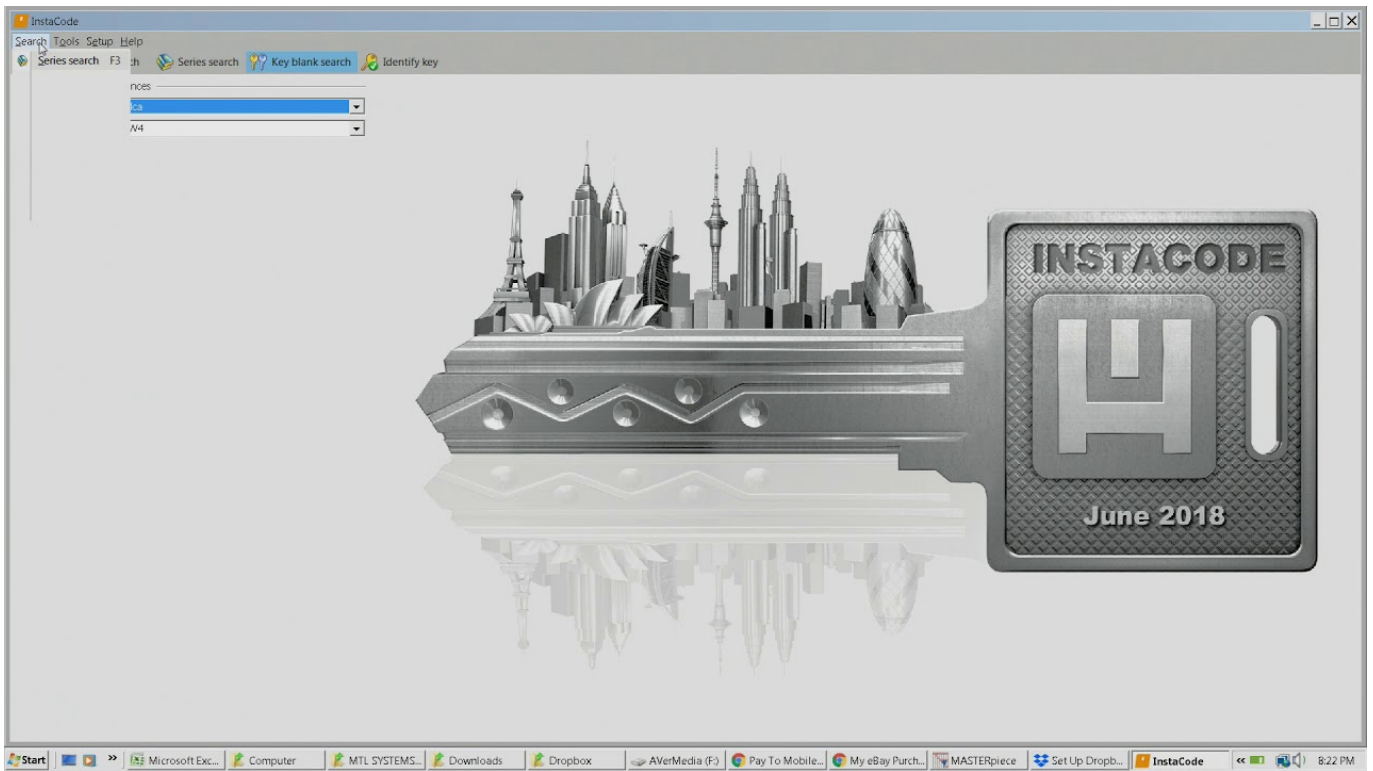 InstaCode
Search Tools Setup Help
Series search F3
Series search Key blank search Identify key
INSTACODE
June 2018
Start Microsoft Exc... Computer MTL SYSTEMS... Downloads Dropbox AVerMedia (F:) Pay To Mobile... My eBay Purch... MASTERpiece Set Up Dropb... InstaCode 8:22 PM